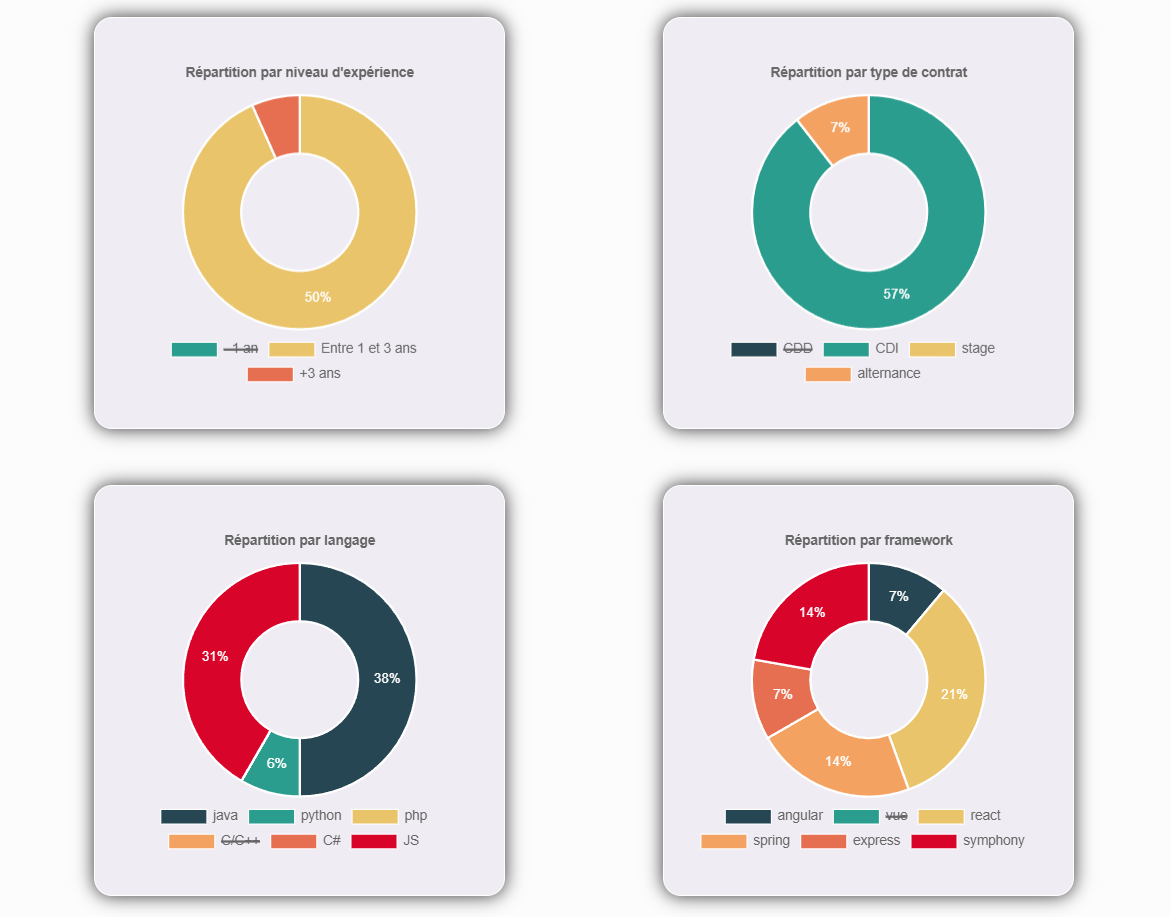 Répartition par niveau d'expérience
50%
- 1 an Entre 1 et 3 ans
+3 ans
Répartition par type de contrat
7%
57%
CDD CDI stage
alternance
Répartition par langage
31%
38%
6%
java python php
C/C++ C# JS
Répartition par framework
7%
14%
21%
7%
14%
angular vue react
spring express symphony